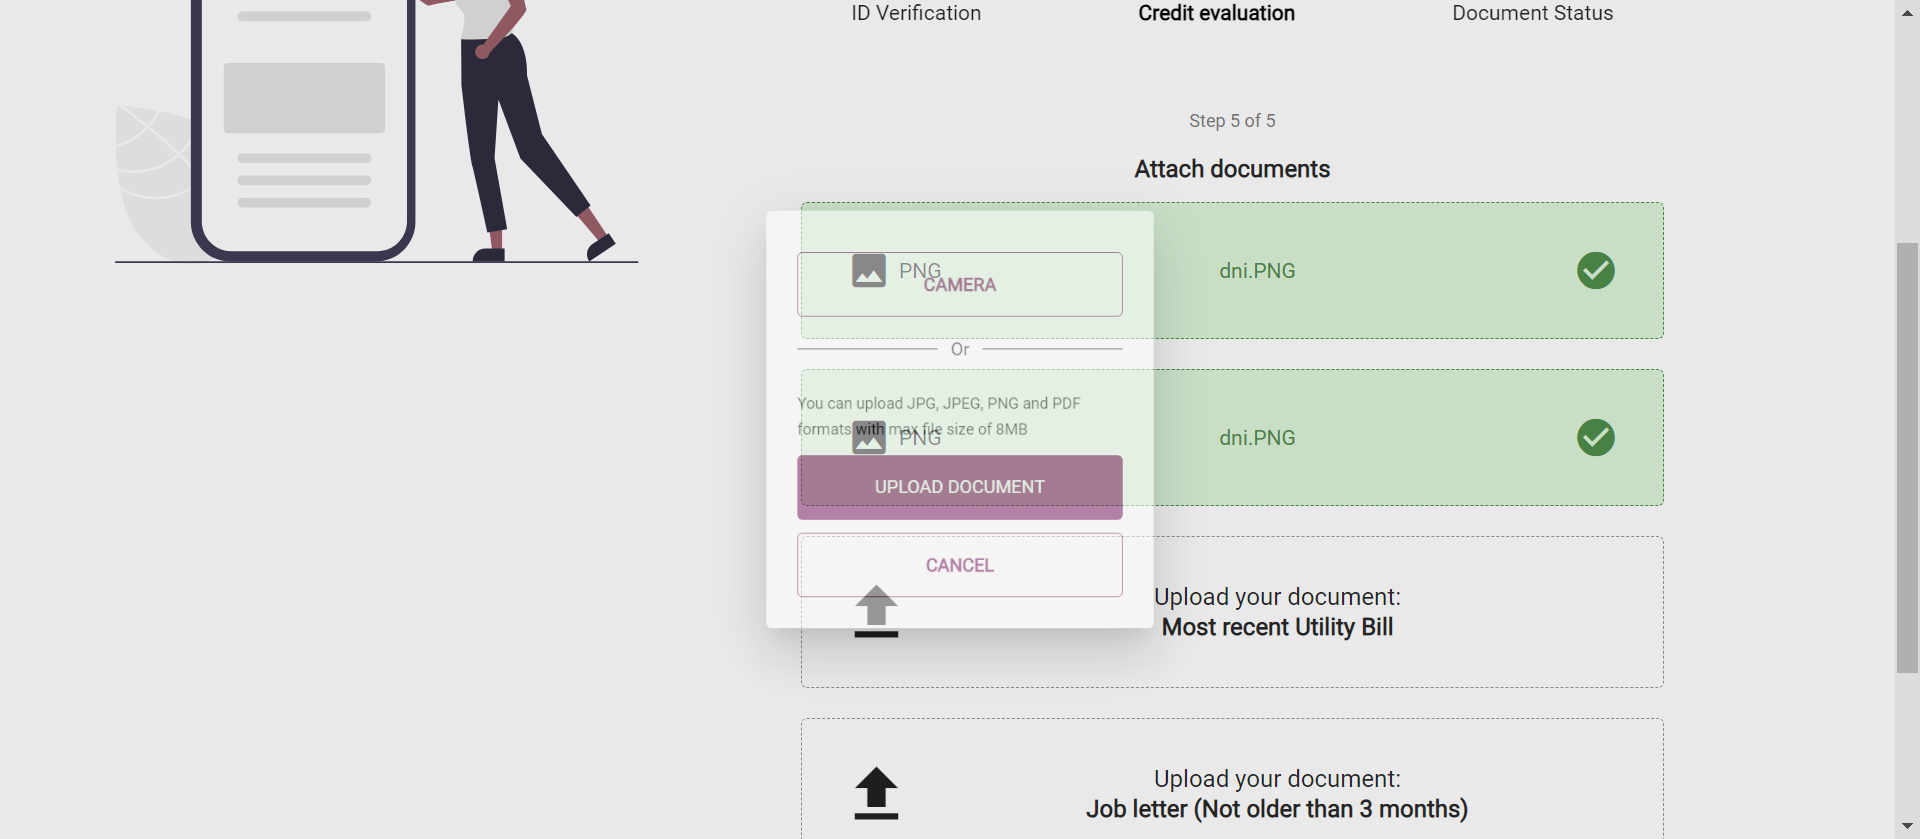 ID Verification
Credit evaluation
Document Status
Step 5 of 5
Attach documents
PNG
dni.PNG
CAMERA
Or
You can upload JPG, JPEG, PNG and PDF
formats with max file size of 8MB
PNG
dni.PNG
UPLOAD DOCUMENT
CANCEL
Upload your document:
Most recent Utility Bill
Upload your document:
Job letter (Not older than 3 months)